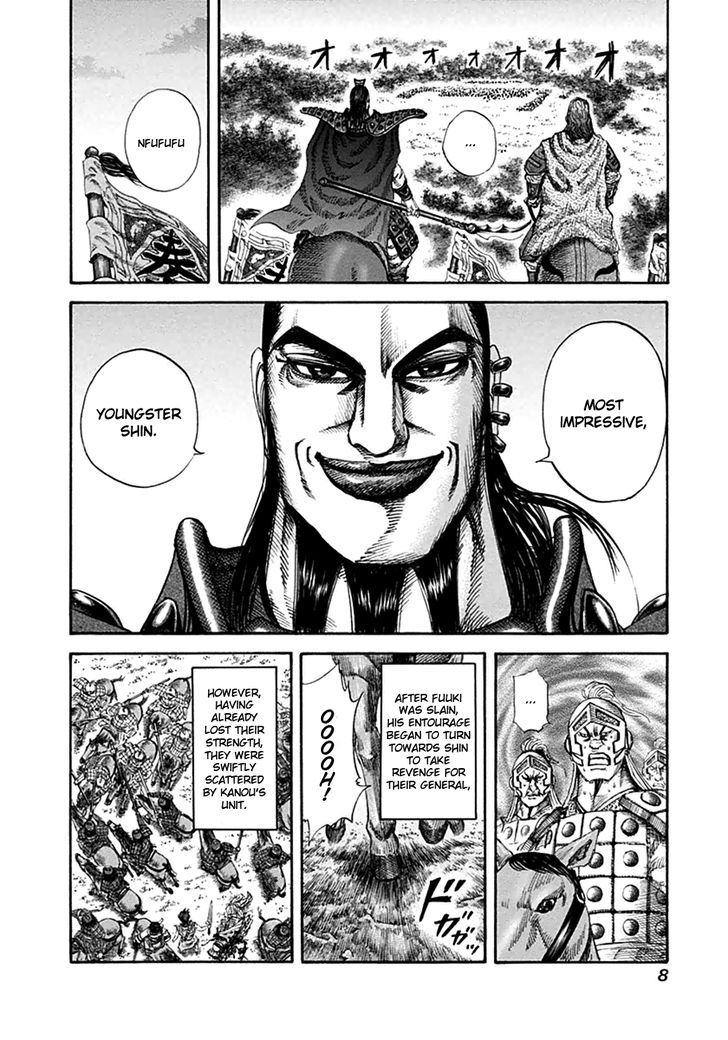 オオオオオオオ
...
NFUFUFU
MOST
IMPRESSIVE,
YOUNGSTER
SHIN.
...
AFTER FUUKI
WAS SLAIN,
HIS ENTOURAGE
BEGAN TO TURN
TOWARDS SHIN
TO TAKE
REVENGE FOR
THEIR GENERAL,
OOOOH!
ドガガッ
HOWEVER,
HAVING
ALREADY
LOST THEIR
STRENGTH,
THEY WERE
SWIFTLY
SCATTERED
BY KANOU'S
UNIT.
8